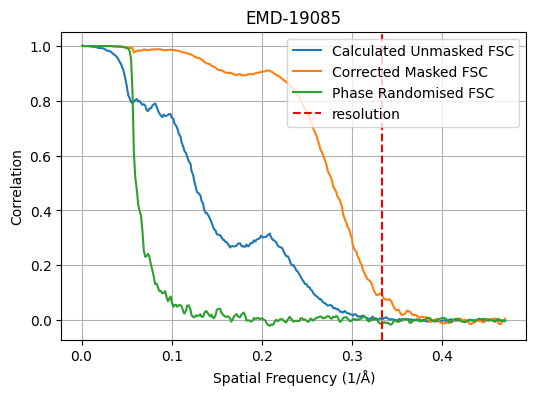 EMD-19085
Calculated Unmasked FSC
Corrected Masked FSC
Phase Randomised FSC
resolution
Correlation
1.0
0.8
0.6
0.4
0.2
0.0
0.0 0.1 0.2 0.3 0.4
Spatial Frequency (1/Å)